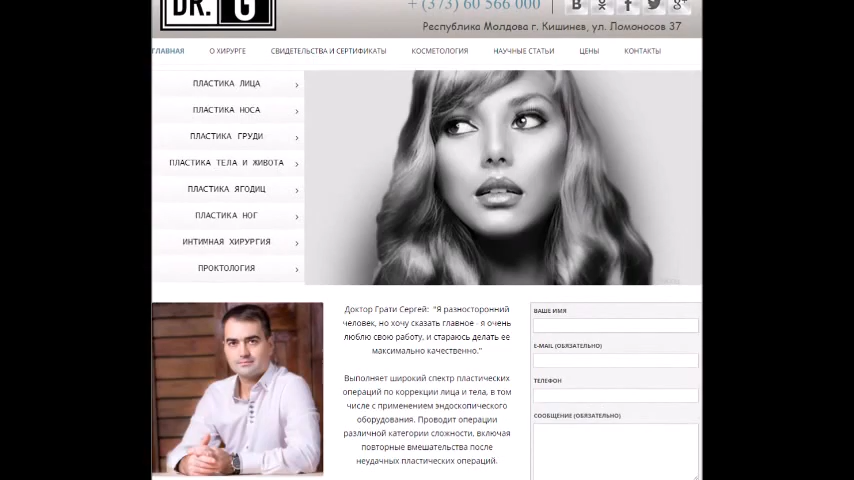 DR. G
+ (373) 60 566 000
Республика Молдова г. Кишинев, ул. Ломоносов 37
ГЛАВНАЯ О ХИРУРГЕ СВИДЕТЕЛЬСТВА И СЕРТИФИКАТЫ КОСМЕТОЛОГИЯ НАУЧНЫЕ СТАТЬИ ЦЕНЫ КОНТАКТЫ
ПЛАСТИКА ЛИЦА
ПЛАСТИКА НОСА
ПЛАСТИКА ГРУДИ
ПЛАСТИКА ТЕЛА И ЖИВОТА
ПЛАСТИКА ЯГОДИЦ
ПЛАСТИКА НОГ
ИНТИМНАЯ ХИРУРГИЯ
ПРОКТОЛОГИЯ
Доктор Грати Сергей: "Я разносторонний
человек, но хочу сказать главное - я очень
люблю свою работу, и стараюсь делать ее
максимально качественно."
Выполняет широкий спектр пластических
операций по коррекции лица и тела, в том
числе с применением эндоскопического
оборудования. Проводит операции
различной категории сложности, включая
повторные вмешательства после
неудачных пластических операций.
ВАШЕ ИМЯ
E-MAIL (ОБЯЗАТЕЛЬНО)
ТЕЛЕФОН
СООБЩЕНИЕ (ОБЯЗАТЕЛЬНО)